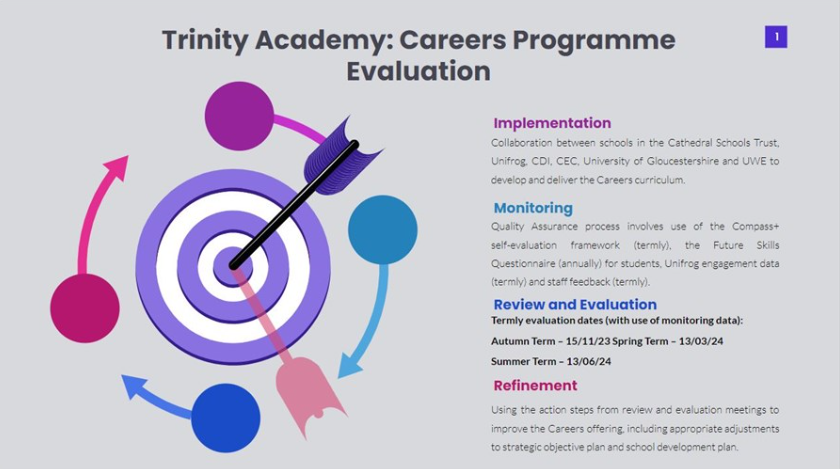 Trinity Academy: Careers Programme
Evaluation
1
Implementation
Collaboration between schools in the Cathedral Schools Trust,
Unifrog, CDI, CEC, University of Gloucestershire and UWE to
develop and deliver the Careers curriculum.
Monitoring
Quality Assurance process involves use of the Compass+
self-evaluation framework (termly), the Future Skills
Questionnaire (annually) for students, Unifrog engagement data
(termly) and staff feedback (termly).
Review and Evaluation
Termly evaluation dates (with use of monitoring data):
Autumn Term – 15/11/23 Spring Term – 13/03/24
Summer Term – 13/06/24
Refinement
Using the action steps from review and evaluation meetings to
improve the Careers offering, including appropriate adjustments
to strategic objective plan and school development plan.